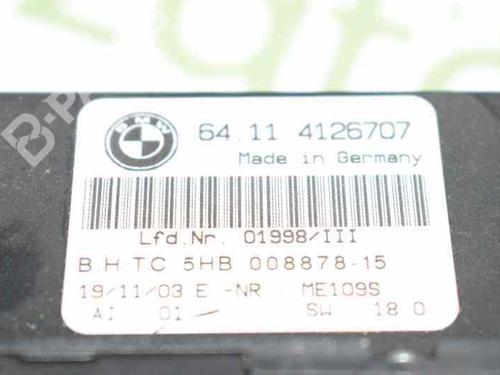 BMW
64.11 4126707
Made in Germany
Lfd.Nr. 01998/III
B.H.TC 5HB 008878-15
19/11/03 E -NR ME109S
AI 01 SW 18.0
B-PARTS